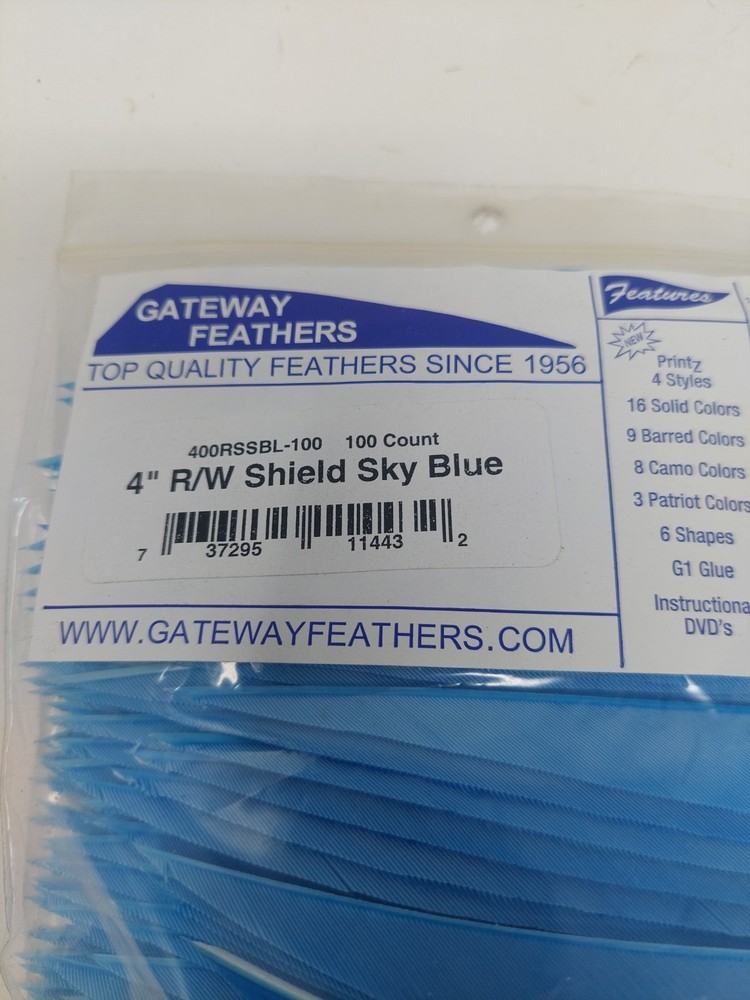 GATEWAY
FEATHERS
TOP QUALITY FEATHERS SINCE 1956
400RSSBL-100 100 Count
4" R/W Shield Sky Blue
7 37295 11443 2
WWW.GATEWAYFEATHERS.COM
Features
NEW
Printz
4 Styles
16 Solid Colors
9 Barred Colors
8 Camo Colors
3 Patriot Colors
6 Shapes
G1 Glue
Instructiona
DVD's